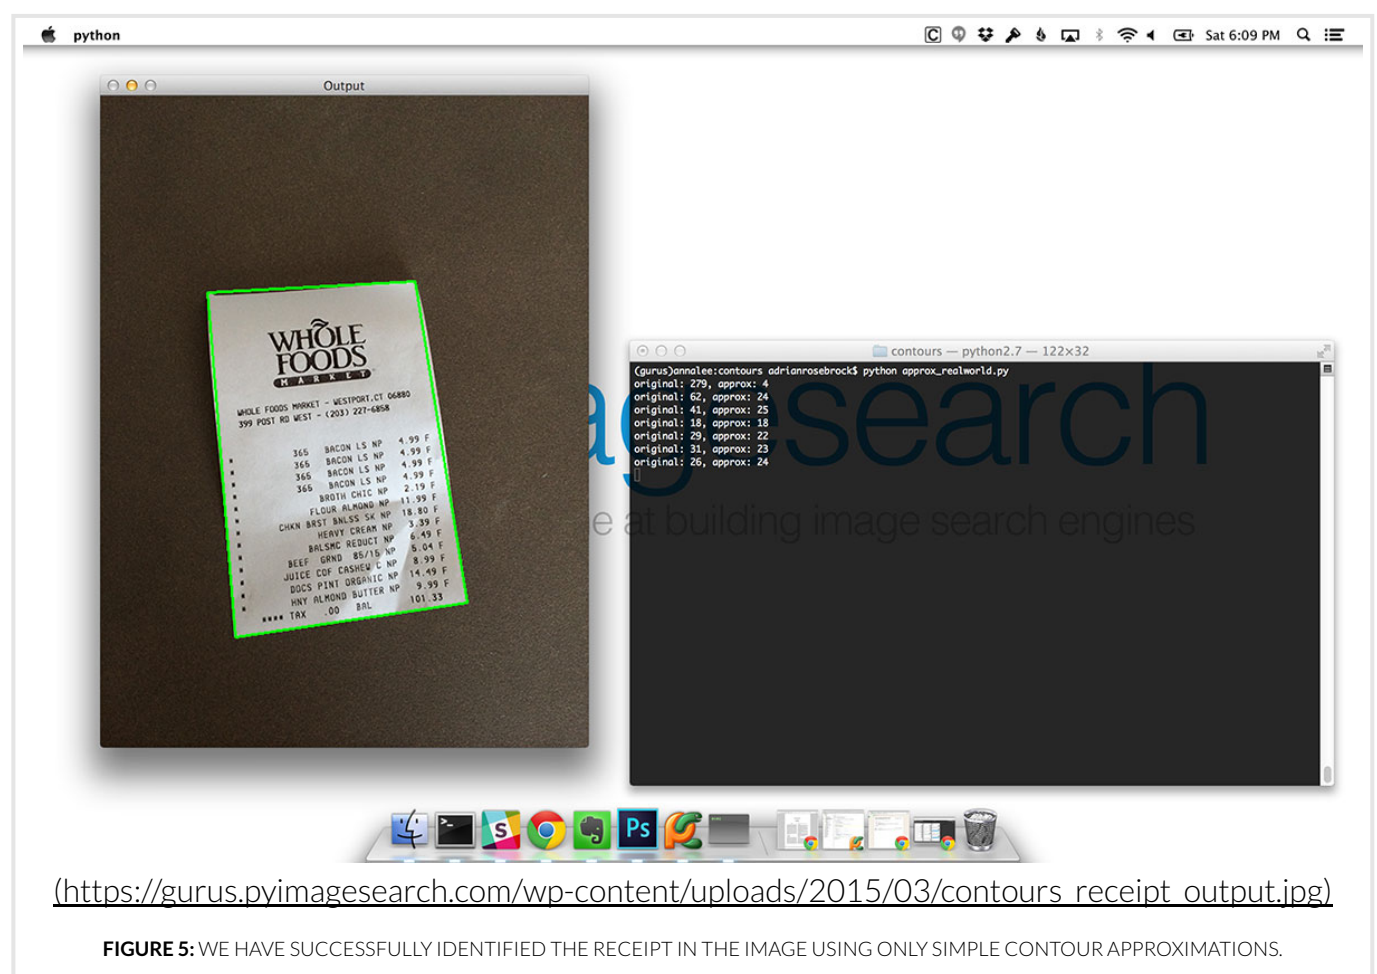 python
Sat 6:09 PM
Output
WHOLE
FOODS
MARKET
WHOLE FOODS MARKET - WESTPORT,CT 06880
399 POST RD WEST - (203) 227-6858
365 BACON LS NP 4.99 F
365 BACON LS NP 4.99 F
365 BACON LS NP 4.99 F
365 BACON LS NP 4.99 F
BROTH CHIC NP 2.19 F
FLOUR ALMOND NP 11.99 F
CHKN BRST BNLSS SK NP 18.80 F
HEAVY CREAM NP 3.39 F
BALSMC REDUCT NP 6.49 F
BEEF GRND 85/15 NP 5.04 F
JUICE COF CASHEW C NP 8.99 F
DOCS PINT ORGANIC NP 14.49 F
HNY ALMOND BUTTER NP 9.99 F
**** TAX .00 BAL 101.33
contours — python2.7 — 122×32
(gurus)annalee:contours adrianrosebrock$ python approx_realworld.py
original: 279, approx: 4
original: 62, approx: 24
original: 41, approx: 25
original: 18, approx: 18
original: 29, approx: 22
original: 31, approx: 23
original: 26, approx: 24
agesearch
e at building image search engines
S
Ps
(https://gurus.pyimagesearch.com/wp-content/uploads/2015/03/contours_receipt_output.jpg)
FIGURE 5: WE HAVE SUCCESSFULLY IDENTIFIED THE RECEIPT IN THE IMAGE USING ONLY SIMPLE CONTOUR APPROXIMATIONS.